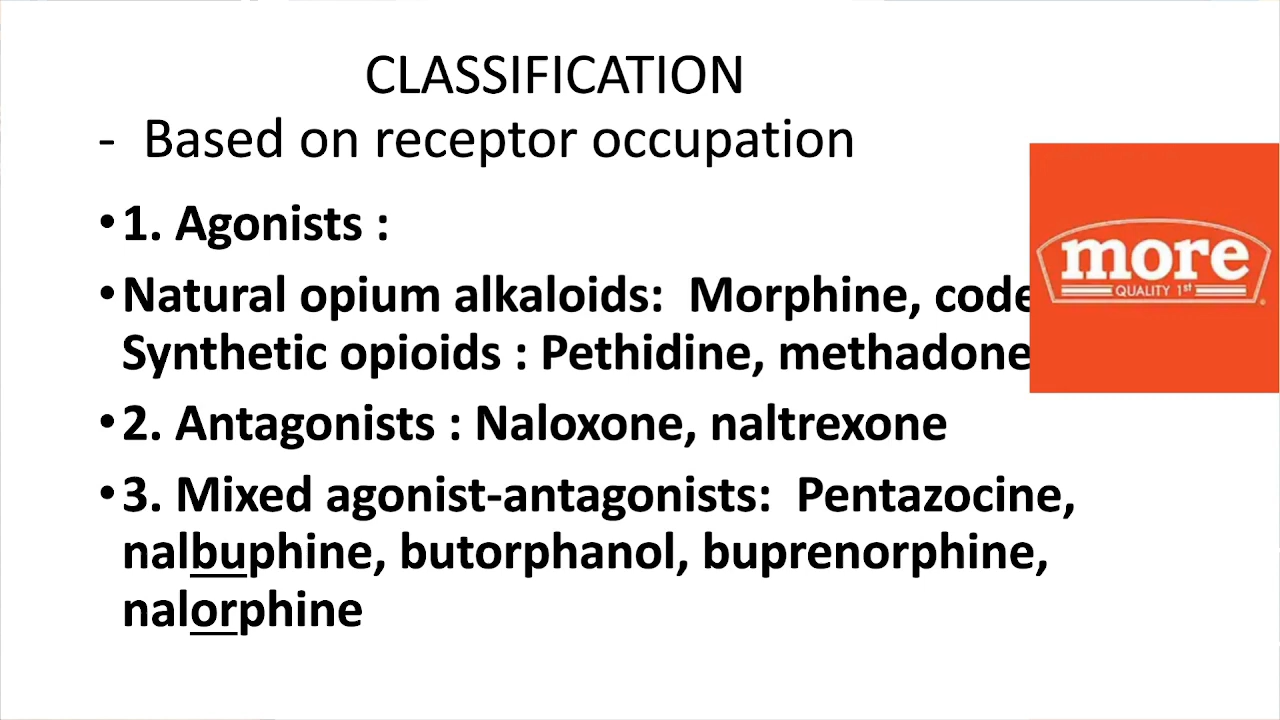 CLASSIFICATION
- Based on receptor occupation
• 1. Agonists :
• Natural opium alkaloids: Morphine,
Synthetic opioids : Pethidine, methadone
• 2. Antagonists : Naloxone, naltrexone
• 3. Mixed agonist-antagonists: Pentazocine,
nalbuphine, butorphanol, buprenorphine,
nalorphine
more
QUALITY 1st